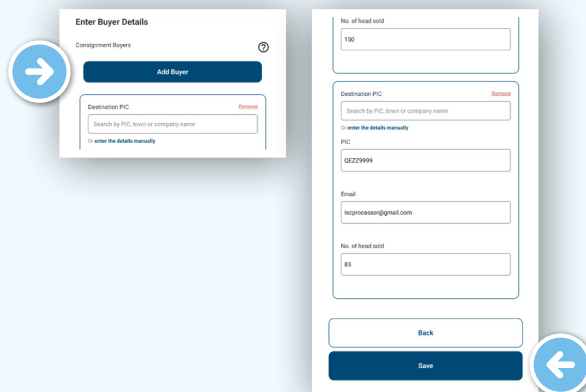 Enter Buyer Details
Consignment Buyers
?
Add Buyer
Destination PIC Remove
Search by PIC, town or company name
Or enter the details manually
No. of head sold
150
Destination PIC Remove
Search by PIC, town or company name
Or enter the details manually
PIC
QEZZ9999
Email
lscprocessor@gmail.com
No. of head sold
83
Back
Save